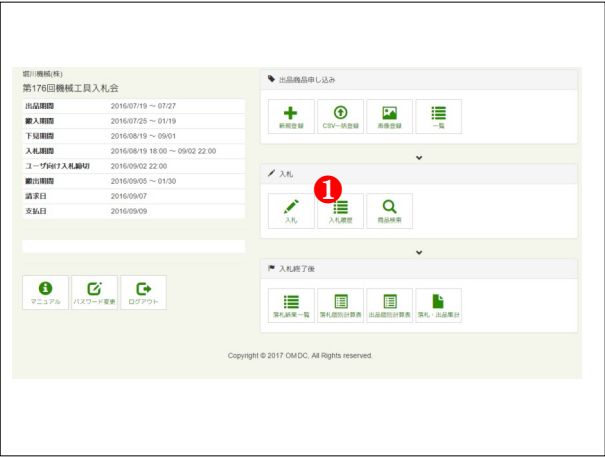 堀川機械(株)
第176回機械工具入札会
出品期間 2016/07/19 ～ 07/27
搬入期間 2016/07/25 ～ 01/19
下見期間 2016/08/19 ～ 09/01
入札期間 2016/08/19 18:00 ～ 09/02 22:00
ユーザ向け入札締切 2016/09/02 22:00
搬出期間 2016/09/05 ～ 01/30
請求日 2016/09/07
支払日 2016/09/09
マニュアル パスワード変更 ログアウト
出品商品申し込み
新規登録 CSV一括登録 画像登録 一覧
入札
1
入札 入札履歴 商品検索
入札終了後
落札結果一覧 落札個別計算表 出品個別計算表 落札・出品集計
Copyright © 2017 OMDC, All Rights reserved.